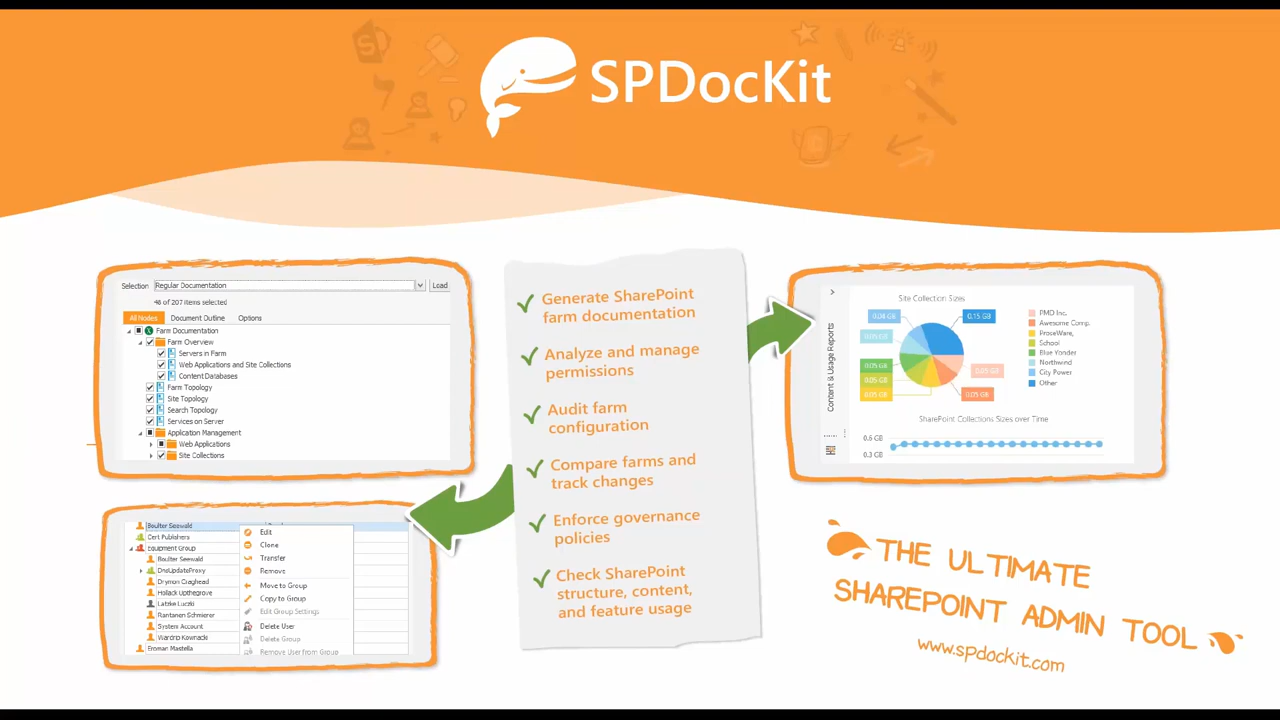 SPDocKit
Selection
Regular Documentation
Load
48 of 207 items selected
All Nodes
Document Outline
Options
Farm Documentation
Farm Overview
Servers in Farm
Web Applications and Site Collections
Content Databases
Farm Topology
Site Topology
Search Topology
Services on Server
Application Management
Web Applications
Site Collections
Boulter Seewald
Cert Publishers
Equipment Group
Boulter Seewald
DnsUpdateProxy
Drymon Craighead
Hollack Upthegrove
Latzke Luczki
Rantanen Schmierer
System Account
Wardrip Kownacki
Eroman Mastella
Edit
Clone
Transfer
Remove
Move to Group
Copy to Group
Edit Group Settings
Delete User
Delete Group
Remove User from Group
Generate SharePoint
farm documentation
Analyze and manage
permissions
Audit farm
configuration
Compare farms and
track changes
Enforce governance
policies
Check SharePoint
structure, content,
and feature usage
Content & Usage Reports
Site Collection Sizes
0.04 GB
0.15 GB
0.05 GB
0.05 GB
0.05 GB
0.05 GB
0.05 GB
0.05 GB
PMD Inc.
Awesome Comp.
ProseWare,
School
Blue Yonder
Northwind
City Power
Other
SharePoint Collections Sizes over Time
0.6 GB
0.3 GB
THE ULTIMATE
SHAREPOINT ADMIN TOOL
www.spdockit.com